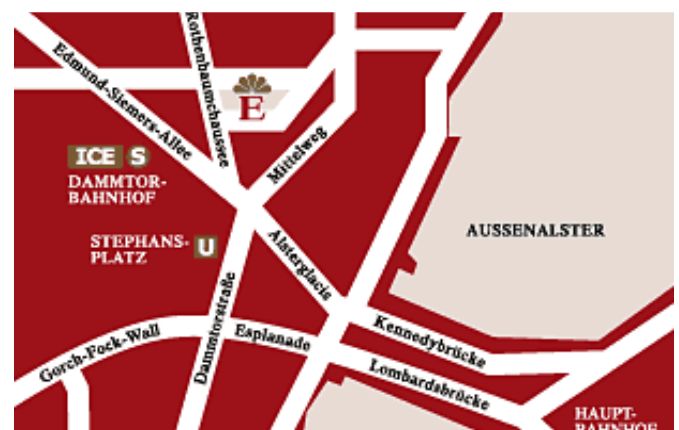 Edmund-Siemers-Allee
Rothenbaumchaussee
E
Mittelweg
ICE S
DAMMTOR-
BAHNHOF
STEPHANS-
PLATZ
U
AUSSENALSTER
Alsterglacis
Dammtorstraße
Gorch-Fock-Wall
Esplanade
Kennedybrücke
Lombardsbrücke
HAUPT-
BAHNHOF